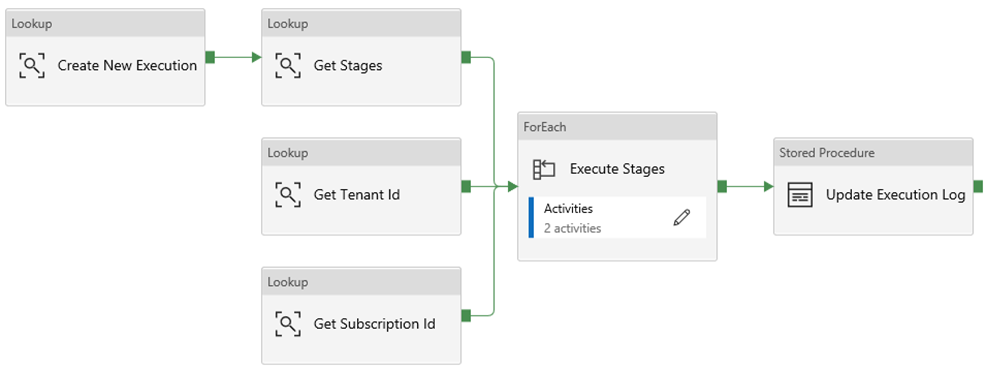 Lookup
Create New Execution
Lookup
Get Stages
Lookup
Get Tenant Id
Lookup
Get Subscription Id
ForEach
Execute Stages
Activities
2 activities
Stored Procedure
Update Execution Log